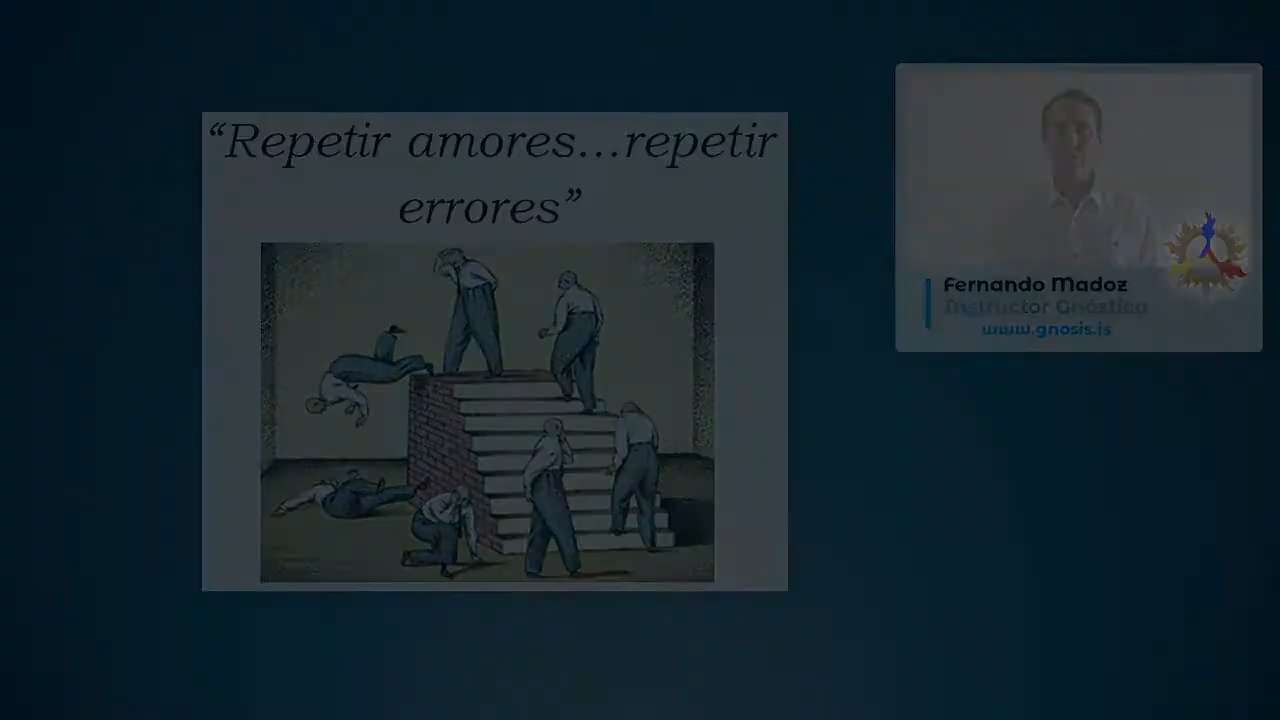 “Repetir amores...repetir
errores”
Fernando Madoz
Instructor Gnóstico
www.gnosis.is